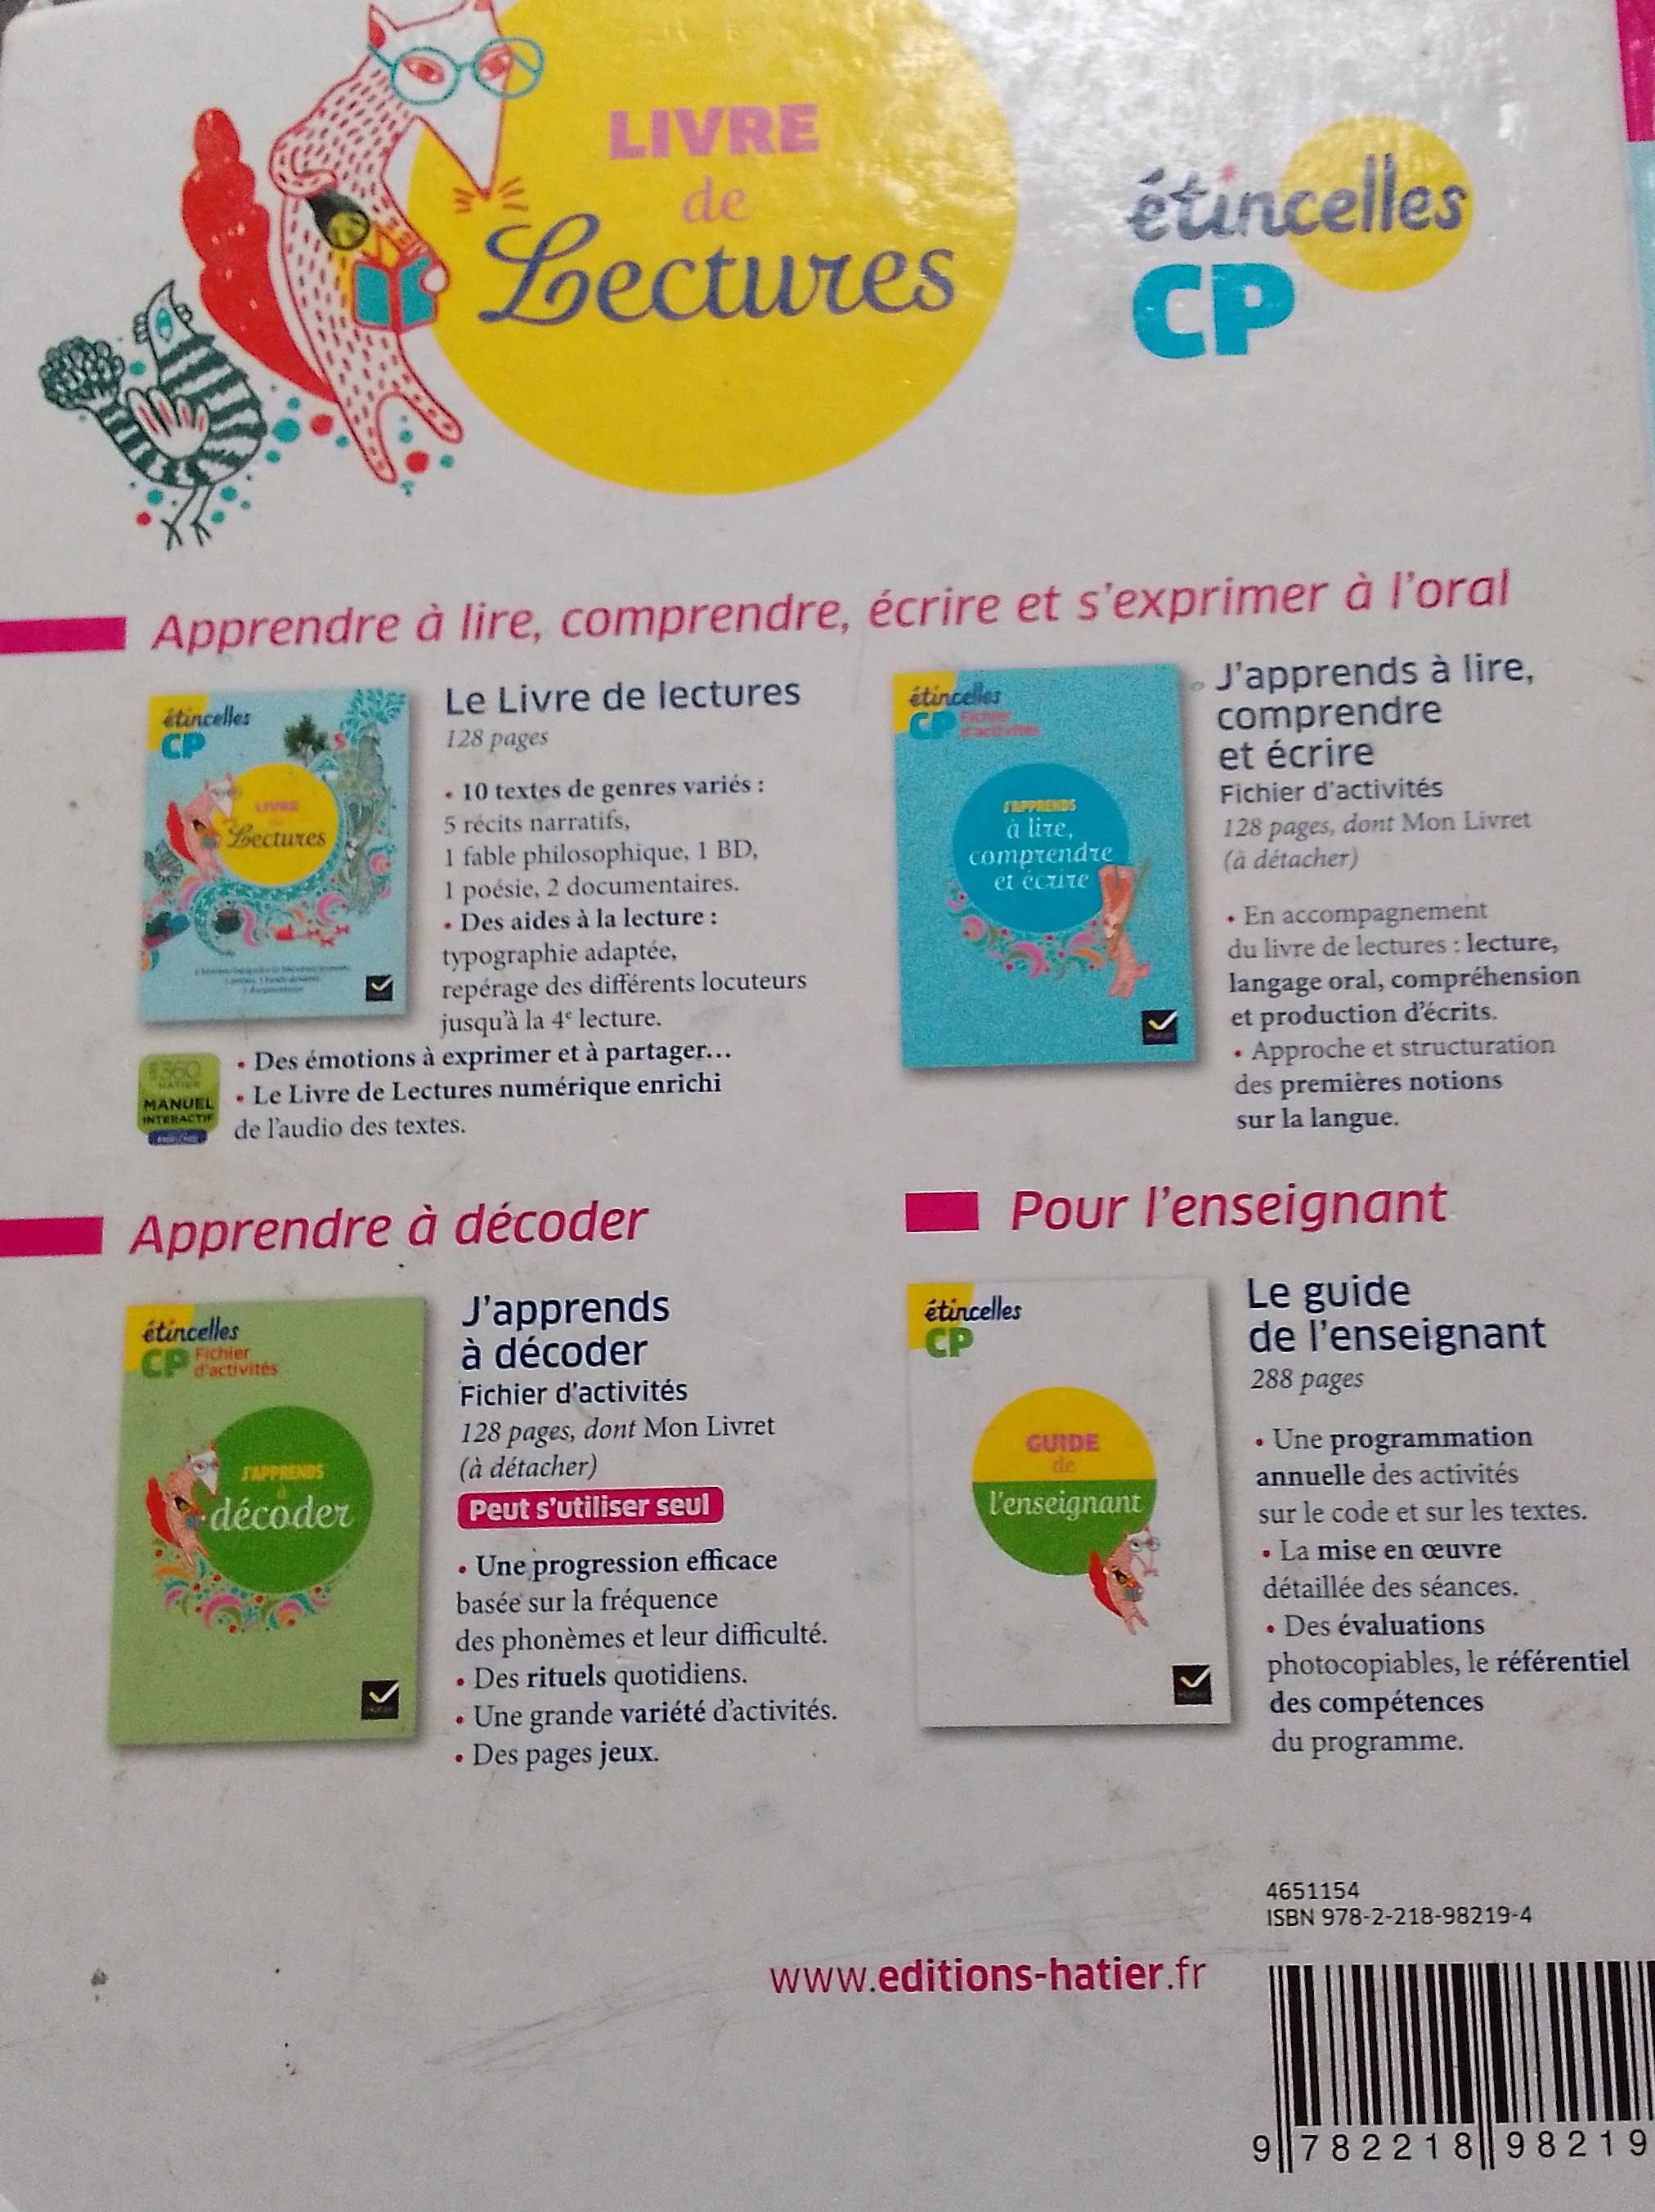 LIVRE
de
Lectures
étincelles
CP
Apprendre à lire, comprendre, écrire et s'exprimer à l'oral
étincelles
CP
LIVRE
de
Lectures
Le Livre de lectures
128 pages
• 10 textes de genres variés :
5 récits narratifs,
1 fable philosophique, 1 BD,
1 poésie, 2 documentaires.
• Des aides à la lecture :
typographie adaptée,
repérage des différents locuteurs
jusqu'à la 4e lecture.
• Des émotions à exprimer et à partager...
• Le Livre de Lectures numérique enrichi
de l'audio des textes.
360
HATIER
MANUEL
INTERACTIF
étincelles
CP Fichier
d'activités
J'APPRENDS
à lire,
comprendre
et écrire
J'apprends à lire,
comprendre
et écrire
Fichier d'activités
128 pages, dont Mon Livret
(à détacher)
• En accompagnement
du livre de lectures : lecture,
langage oral, compréhension
et production d'écrits.
• Approche et structuration
des premières notions
sur la langue.
Apprendre à décoder
étincelles
CP Fichier
d'activités
J'APPRENDS
à
décoder
Hatier
J'apprends
à décoder
Fichier d'activités
128 pages, dont Mon Livret
(à détacher)
Peut s'utiliser seul
• Une progression efficace
basée sur la fréquence
des phonèmes et leur difficulté.
• Des rituels quotidiens.
• Une grande variété d'activités.
• Des pages jeux.
Pour l'enseignant
étincelles
CP
GUIDE
de
l'enseignant
Hatier
Le guide
de l'enseignant
288 pages
• Une programmation
annuelle des activités
sur le code et sur les textes.
• La mise en œuvre
détaillée des séances.
• Des évaluations
photocopiables, le référentiel
des compétences
du programme.
4651154
ISBN 978-2-218-98219-4
www.editions-hatier.fr
9 782218 98219